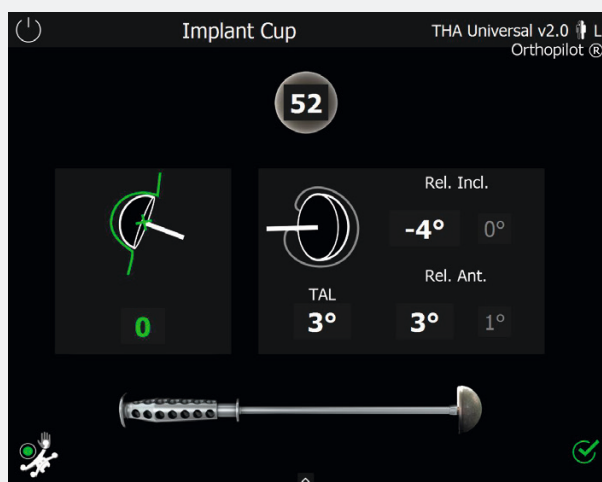 Implant Cup
THA Universal v2.0 L
Orthopilot ®
52
Rel. Incl.
-4° 0°
Rel. Ant.
TAL
0
3° 3° 1°